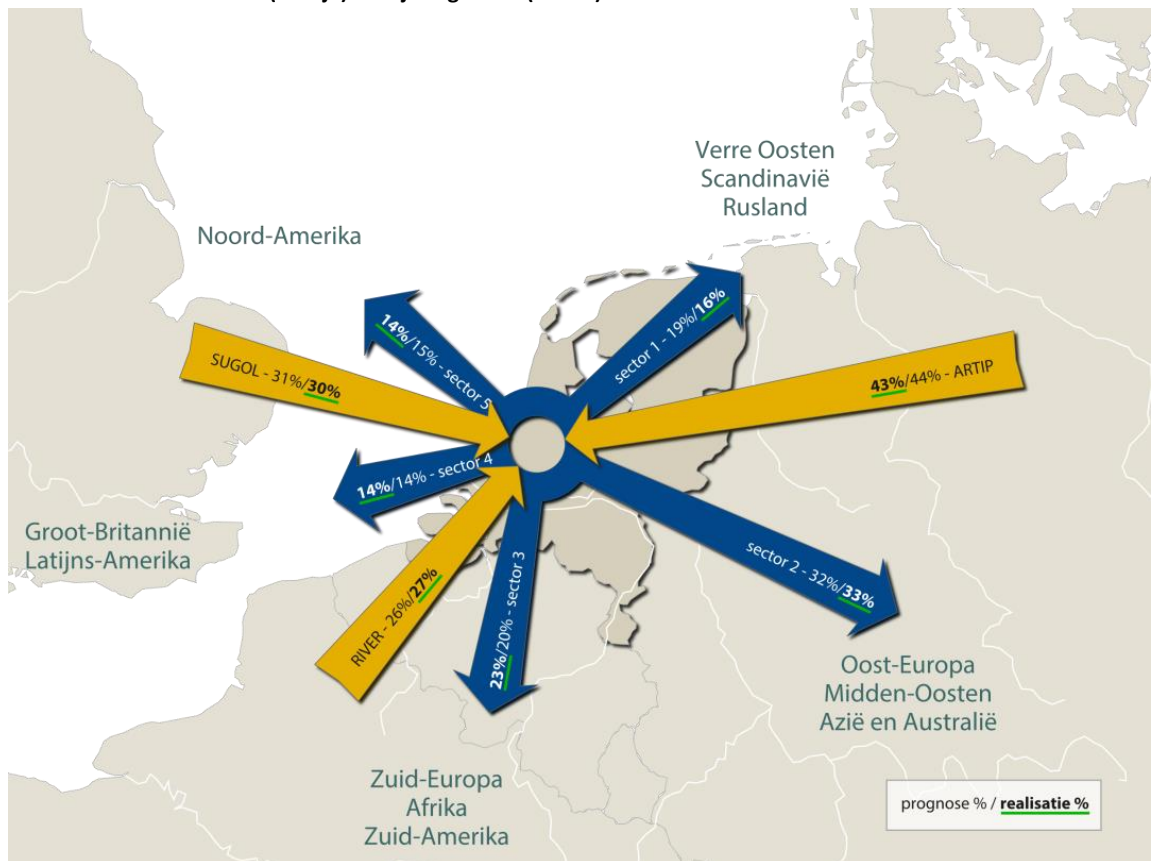 Verre Oosten
Scandinavië
Rusland
Noord-Amerika
14%/15% - sector 5
sector 1 - 19%/16%
SUGOL - 31%/30%
43%/44% - ARTIP
14%/14% - sector 4
Groot-Britannië
Latijns-Amerika
sector 2 - 32%/33%
RIVER - 26%/27%
23%/20% - sector 3
Oost-Europa
Midden-Oosten
Azië en Australië
Zuid-Europa
Afrika
Zuid-Amerika
prognose % / realisatie %